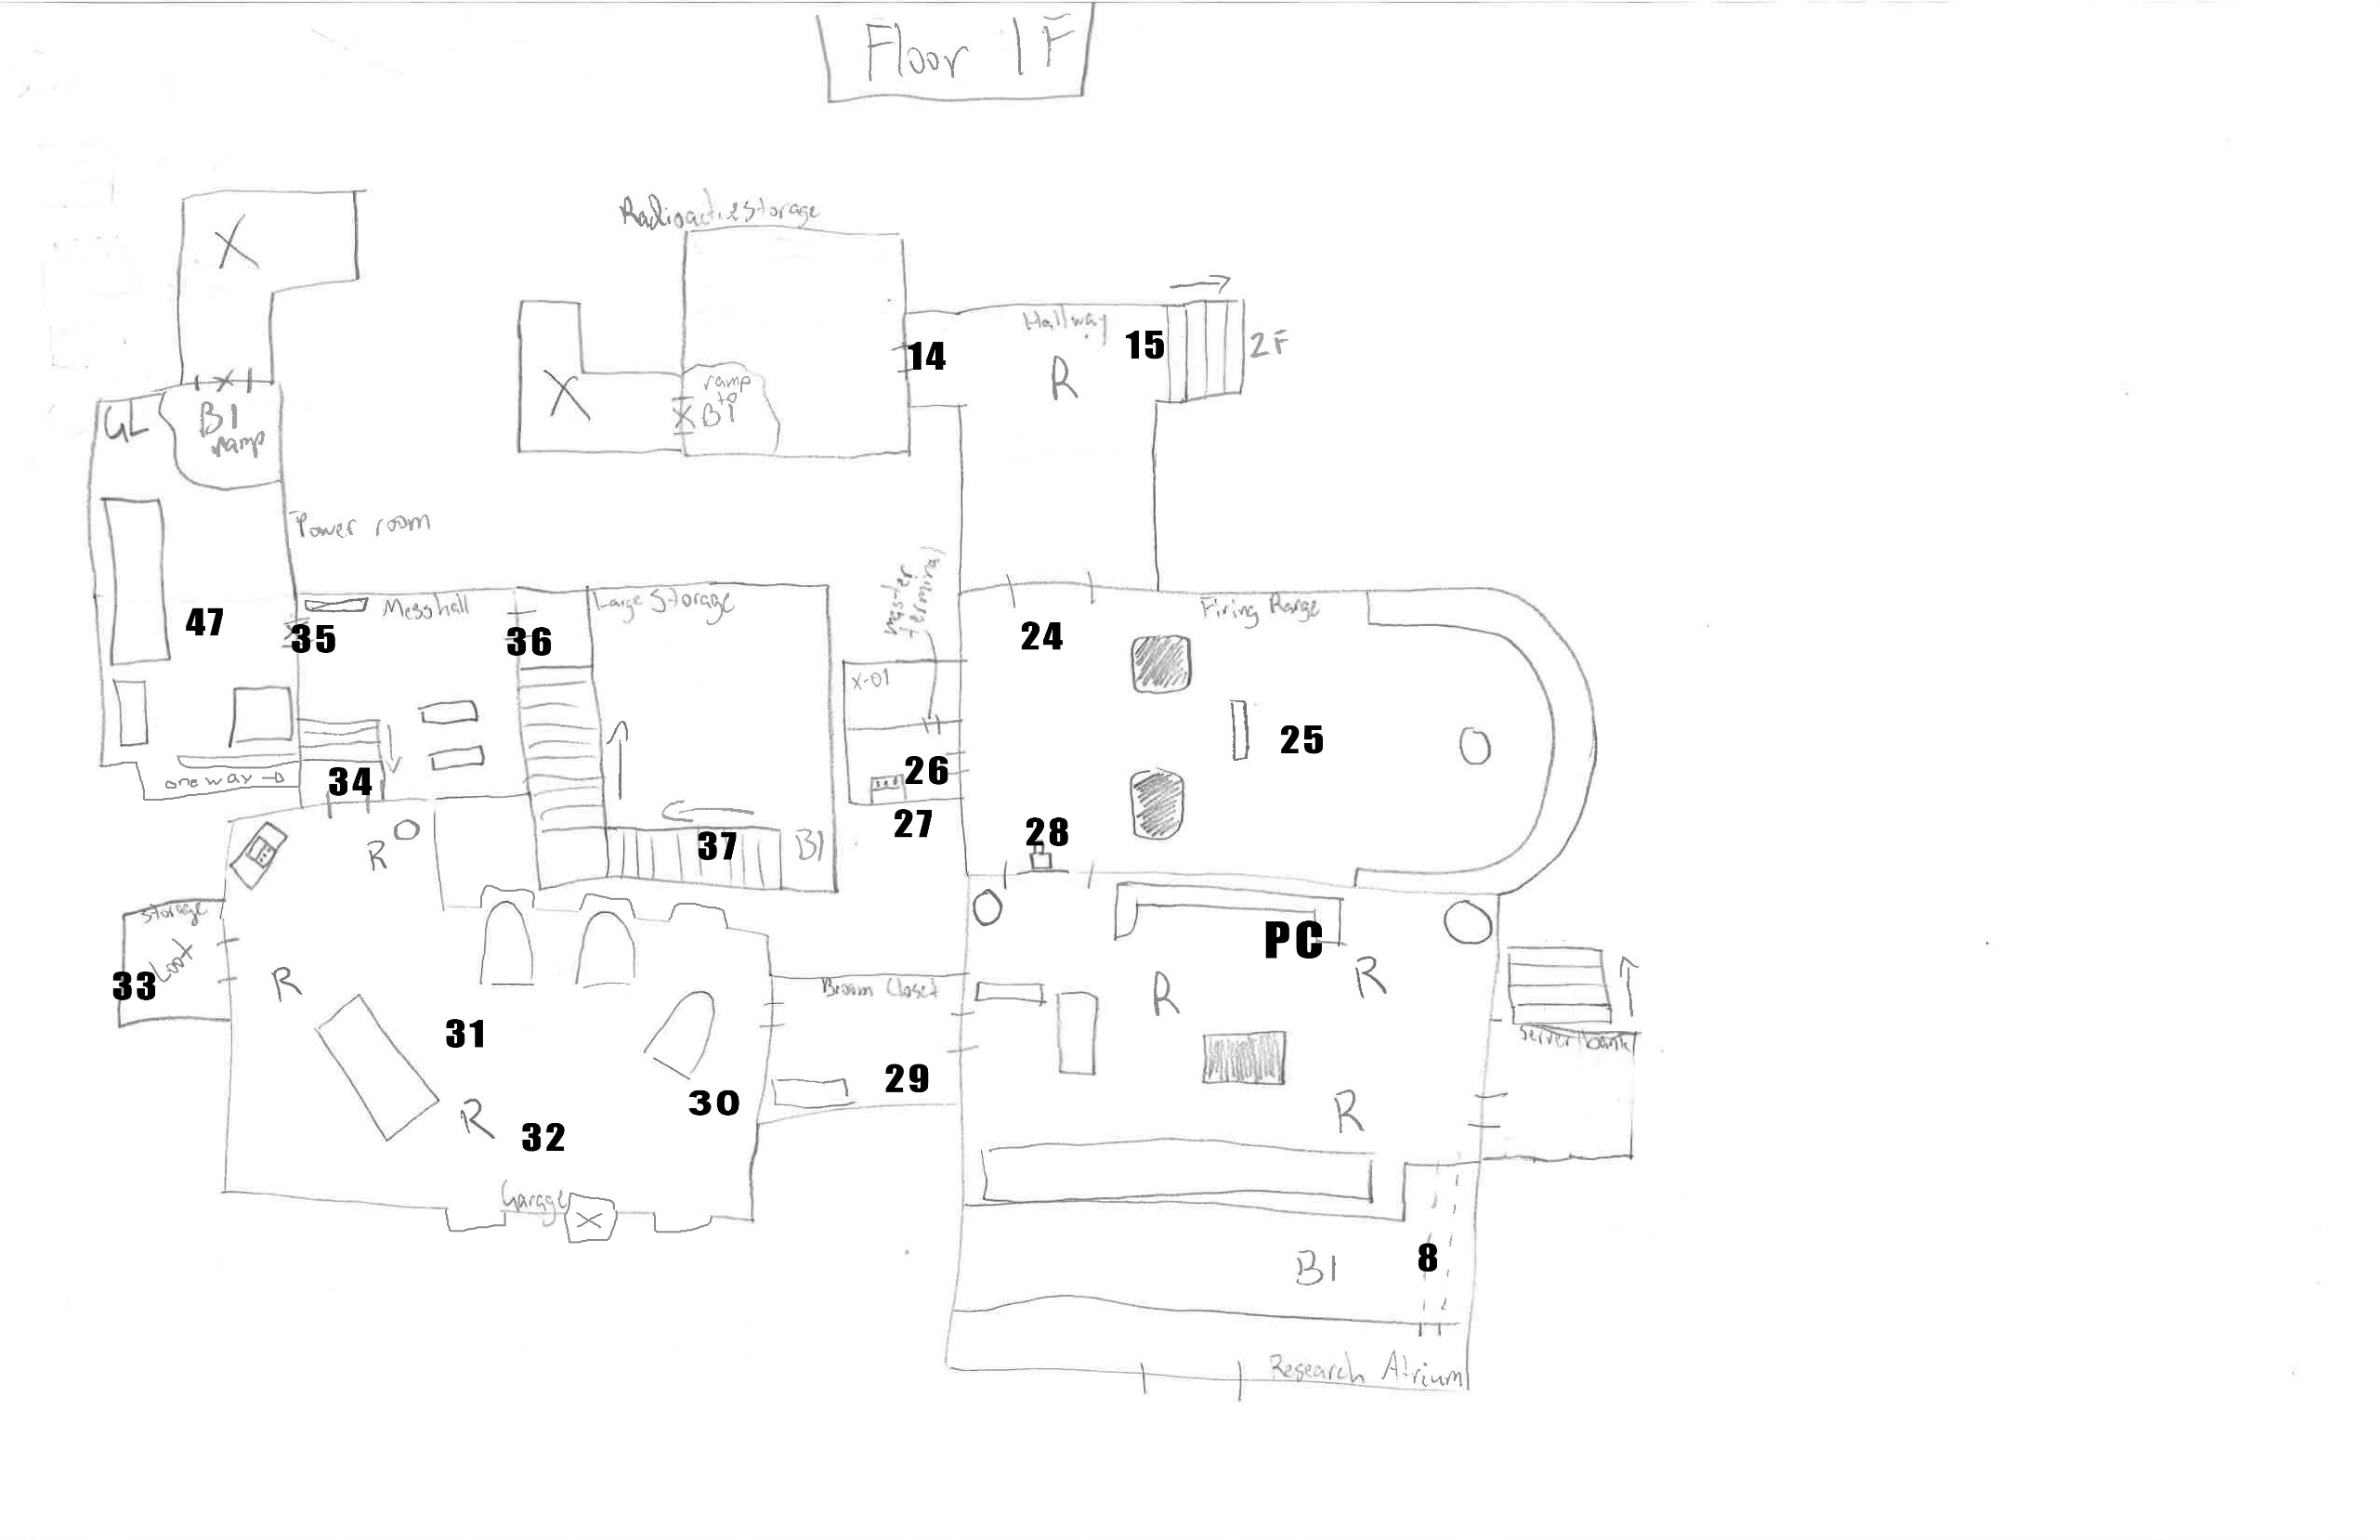 Floor 1F
X
Radioactive Storage
Hallway
14
15
2F
R
X
ramp
to
X B1
GL
B1
ramp
X
Power room
master
terminal
47
35
Messhall
36
Large Storage
24
Firing Range
X-01
25
26
one way
34
27
28
37
B1
R
PC
Storage
Loot
33
R
R
R
Broom Closet
31
Server bank
30
29
R
32
R
Garage
X
B1
8
Research Atrium